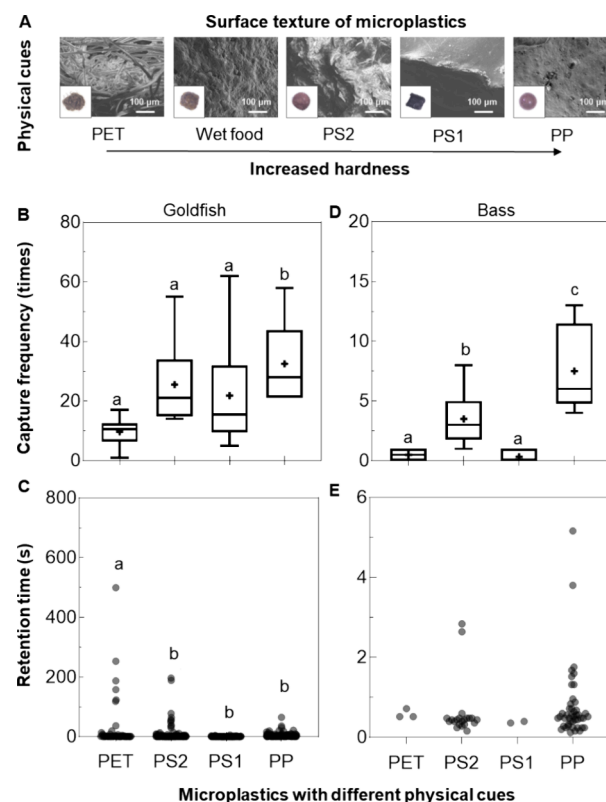 A
Surface texture of microplastics
Physical cues
100 µm
100 µm
100 µm
100 µm
100 µm
PET
Wet food
PS2
PS1
PP
Increased hardness
B
Goldfish
Capture frequency (times)
80
60
40
20
0
a
a
a
b
D
Bass
20
15
10
5
0
a
b
a
c
C
Retention time (s)
800
600
400
200
0
a
b
b
b
PET
PS2
PS1
PP
E
6
4
2
0
PET
PS2
PS1
PP
Microplastics with different physical cues